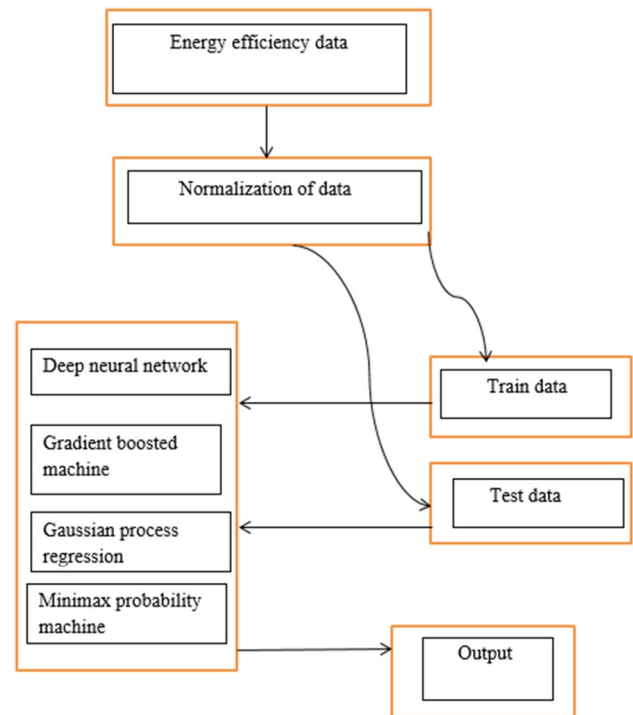 Energy efficiency data
Normalization of data
Deep neural network
Gradient boosted
machine
Gaussian process
regression
Minimax probability
machine
Train data
Test data
Output